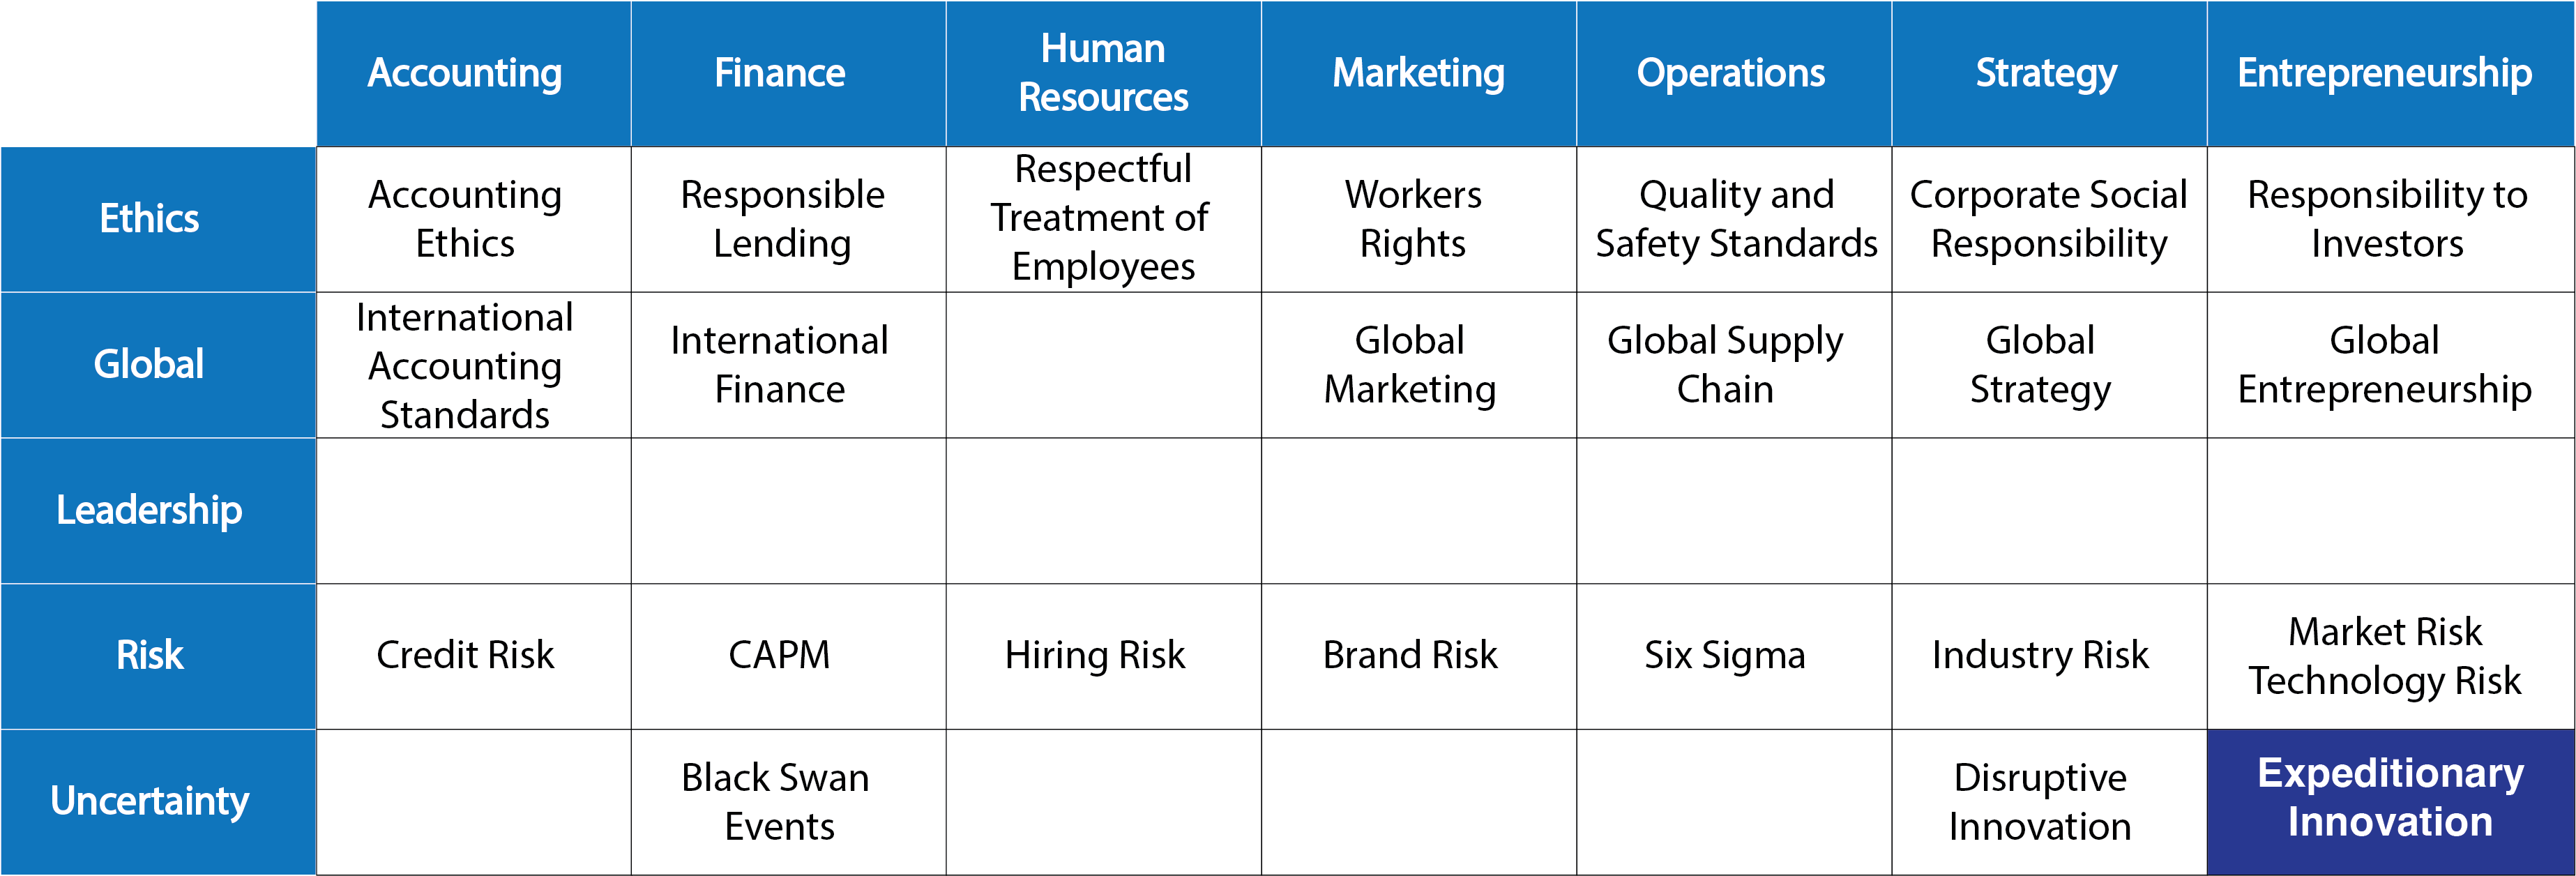 Accounting
Finance
Human
Resources
Marketing
Operations
Strategy
Entrepreneurship
Ethics
Accounting
Ethics
Responsible
Lending
Respectful
Treatment of
Employees
Workers
Rights
Quality and
Safety Standards
Corporate Social
Responsibility
Responsibility to
Investors
Global
International
Accounting
Standards
International
Finance
Global
Marketing
Global Supply
Chain
Global
Strategy
Global
Entrepreneurship
Leadership
Risk
Credit Risk
CAPM
Hiring Risk
Brand Risk
Six Sigma
Industry Risk
Market Risk
Technology Risk
Uncertainty
Black Swan
Events
Disruptive
Innovation
Expeditionary
Innovation